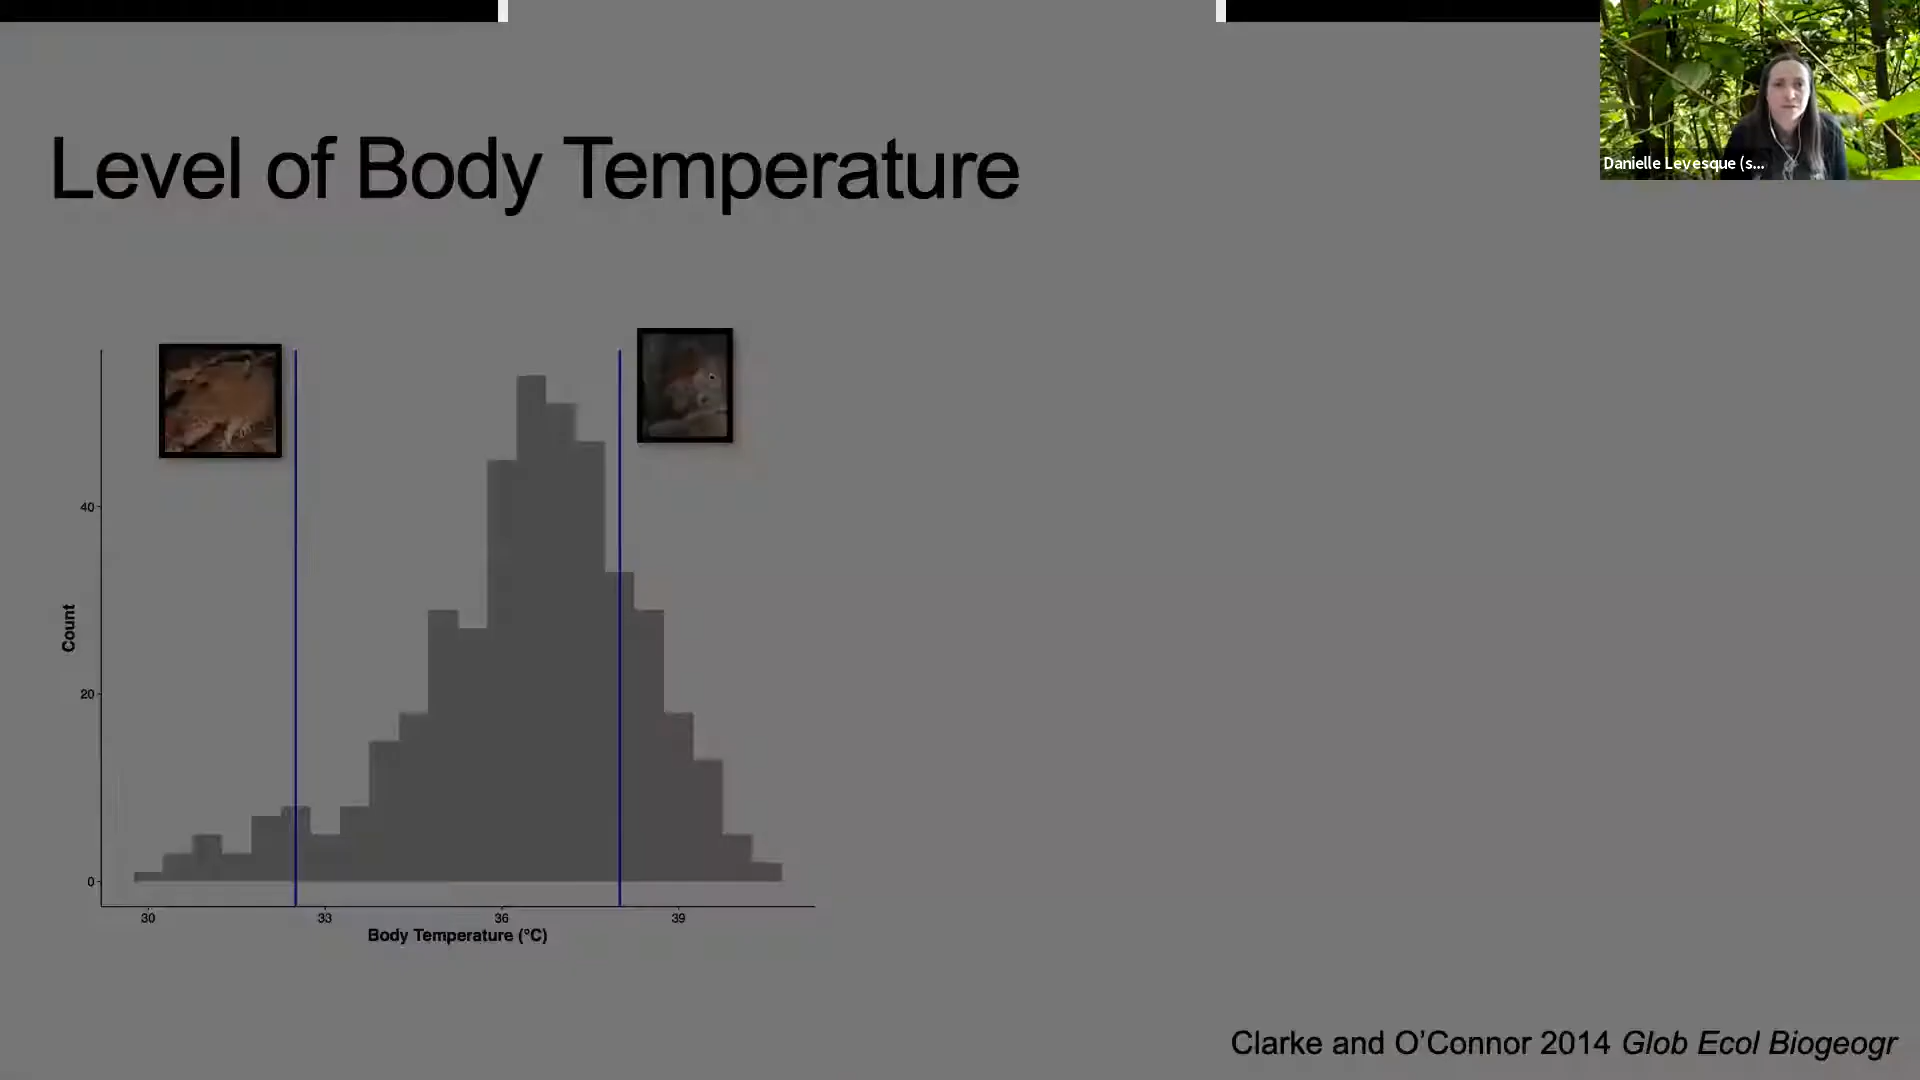 Danielle Levesque (s...
Level of Body Temperature
40
20
0
Count
30 33 36 39
Body Temperature (°C)
Clarke and O'Connor 2014 Glob Ecol Biogeogr